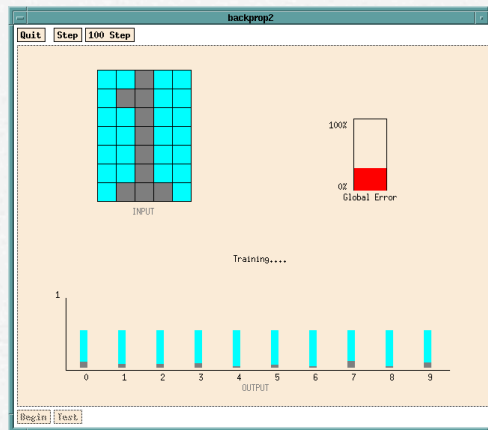 backprop2
Quit Step 100 Step
100%
0%
Global Error
INPUT
Training....
1
0 1 2 3 4 5 6 7 8 9
OUTPUT
Begin Test